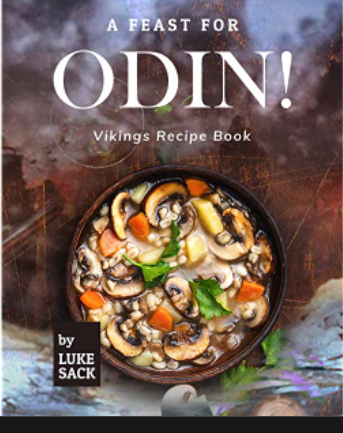 A FEAST FOR
ODIN!
Vikings Recipe Book
by
LUKE
SACK